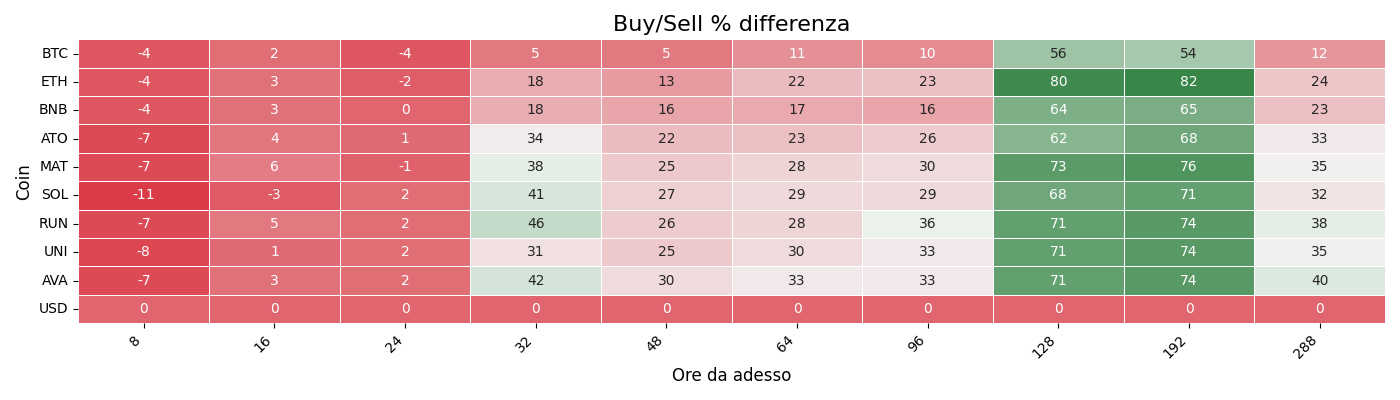 Buy/Sell % differenza
Coin
BTC -4 2 -4 5 5 11 10 56 54 12
ETH -4 3 -2 18 13 22 23 80 82 24
BNB -4 3 0 18 16 17 16 64 65 23
ATO -7 4 1 34 22 23 26 62 68 33
MAT -7 6 -1 38 25 28 30 73 76 35
SOL -11 -3 2 41 27 29 29 68 71 32
RUN -7 5 2 46 26 28 36 71 74 38
UNI -8 1 2 31 25 30 33 71 74 35
AVA -7 3 2 42 30 33 33 71 74 40
USD 0 0 0 0 0 0 0 0 0 0
8 16 24 32 48 64 96 128 192 288
Ore da adesso